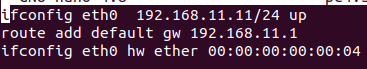 ifconfig eth0  192.168.11.11/24 up
route add default gw 192.168.11.1
ifconfig eth0 hw ether 00:00:00:00:00:04